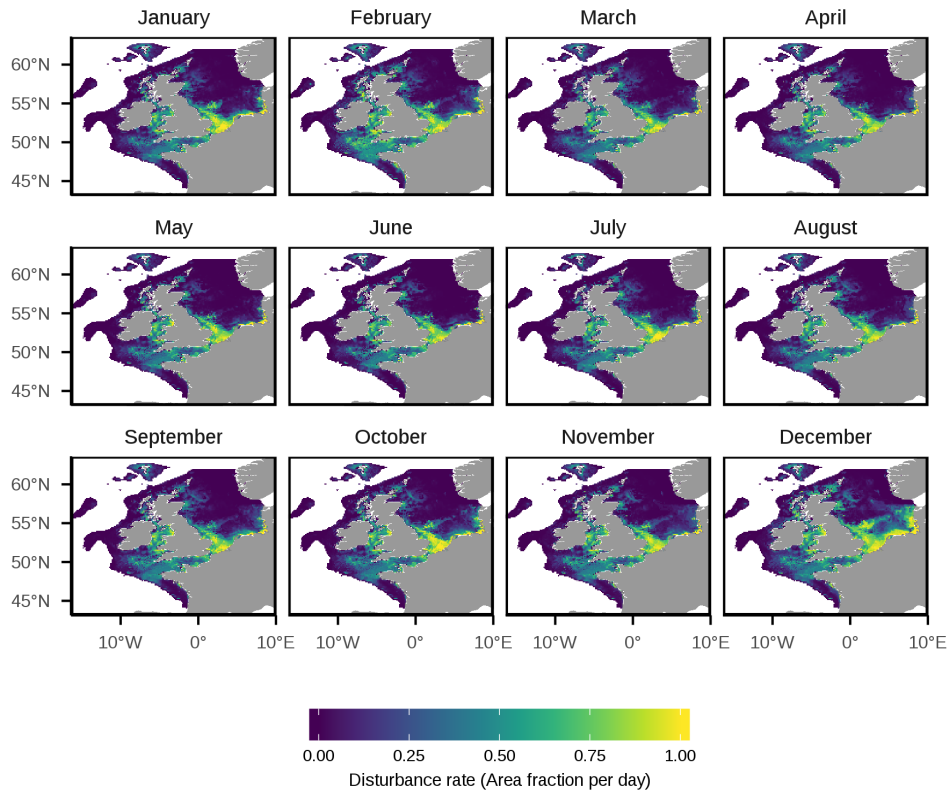 January February March April
60°N
55°N
50°N
45°N
May June July August
60°N
55°N
50°N
45°N
September October November December
60°N
55°N
50°N
45°N
10°W 0° 10°E 10°W 0° 10°E 10°W 0° 10°E 10°W 0° 10°E
0.00 0.25 0.50 0.75 1.00
Disturbance rate (Area fraction per day)